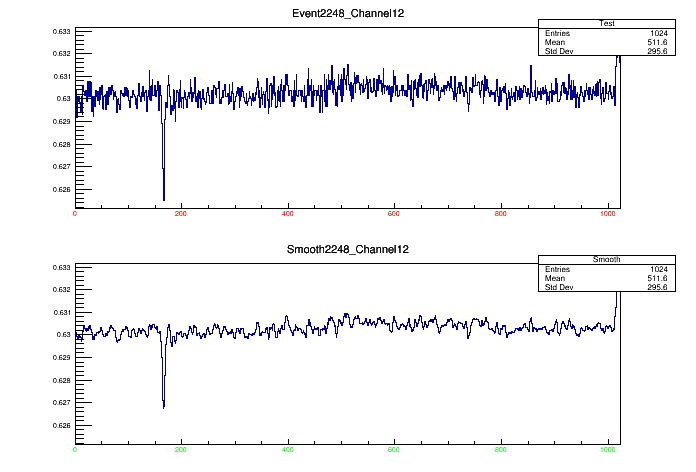 Event2248_Channel12
Test
Entries 1024
Mean 511.6
Std Dev 295.6
0.633
0.632
0.631
0.63
0.629
0.628
0.627
0.626
0 200 400 600 800 1000
Smooth2248_Channel12
Smooth
Entries 1024
Mean 511.6
Std Dev 295.6
0.633
0.632
0.631
0.63
0.629
0.628
0.627
0.626
0 200 400 600 800 1000